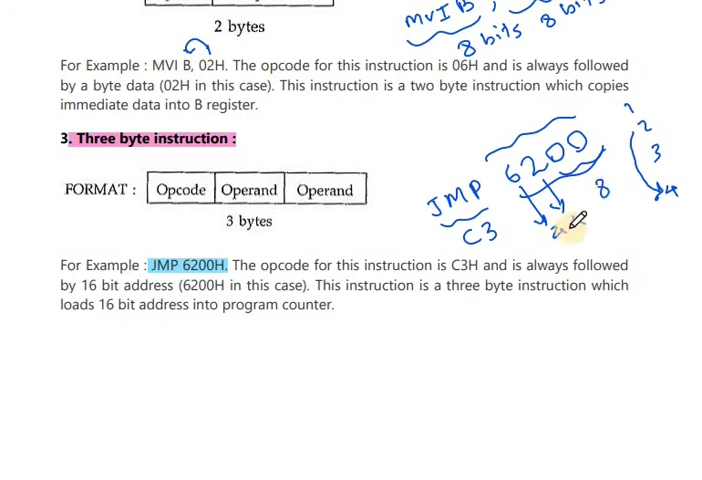 2 bytes
MVI B,
8 bits 8 bits
For Example : MVI B, 02H. The opcode for this instruction is 06H and is always followed
by a byte data (02H in this case). This instruction is a two byte instruction which copies
immediate data into B register.
3. Three byte instruction :
FORMAT : Opcode Operand Operand
3 bytes
JMP 6200
C3
8
1
2
3
4
For Example : JMP 6200H. The opcode for this instruction is C3H and is always followed
by 16 bit address (6200H in this case). This instruction is a three byte instruction which
loads 16 bit address into program counter.